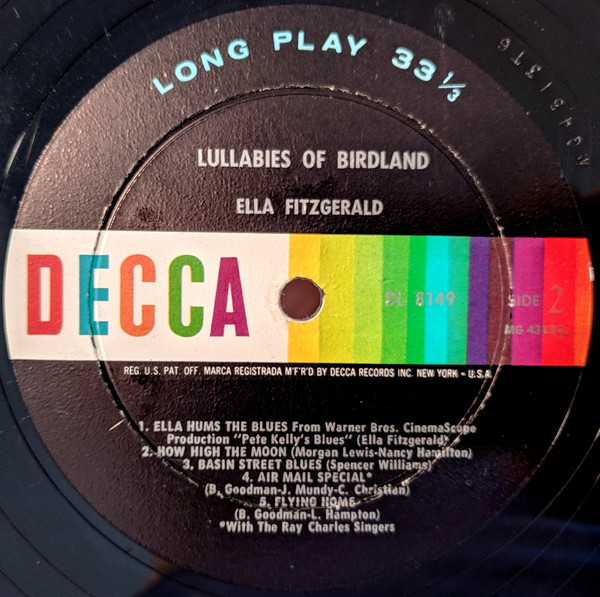 LONG PLAY 33 1/3
LULLABIES OF BIRDLAND
ELLA FITZGERALD
DECCA
DL 8149
SIDE 2
REG. U.S. PAT. OFF. MARCA REGISTRADA M'F'R'D BY DECCA RECORDS INC. NEW YORK - U.S.A.
1. ELLA HUMS THE BLUES From Warner Bros. CinemaScope
Production "Pete Kelly's Blues" (Ella Fitzgerald)
2. HOW HIGH THE MOON (Morgan Lewis-Nancy Hamilton)
3. BASIN STREET BLUES (Spencer Williams)
4. AIR MAIL SPECIAL*
(B. Goodman-J. Mundy-C. Christian)
5. FLYING HOME
(B. Goodman-L. Hampton)
*With The Ray Charles Singers